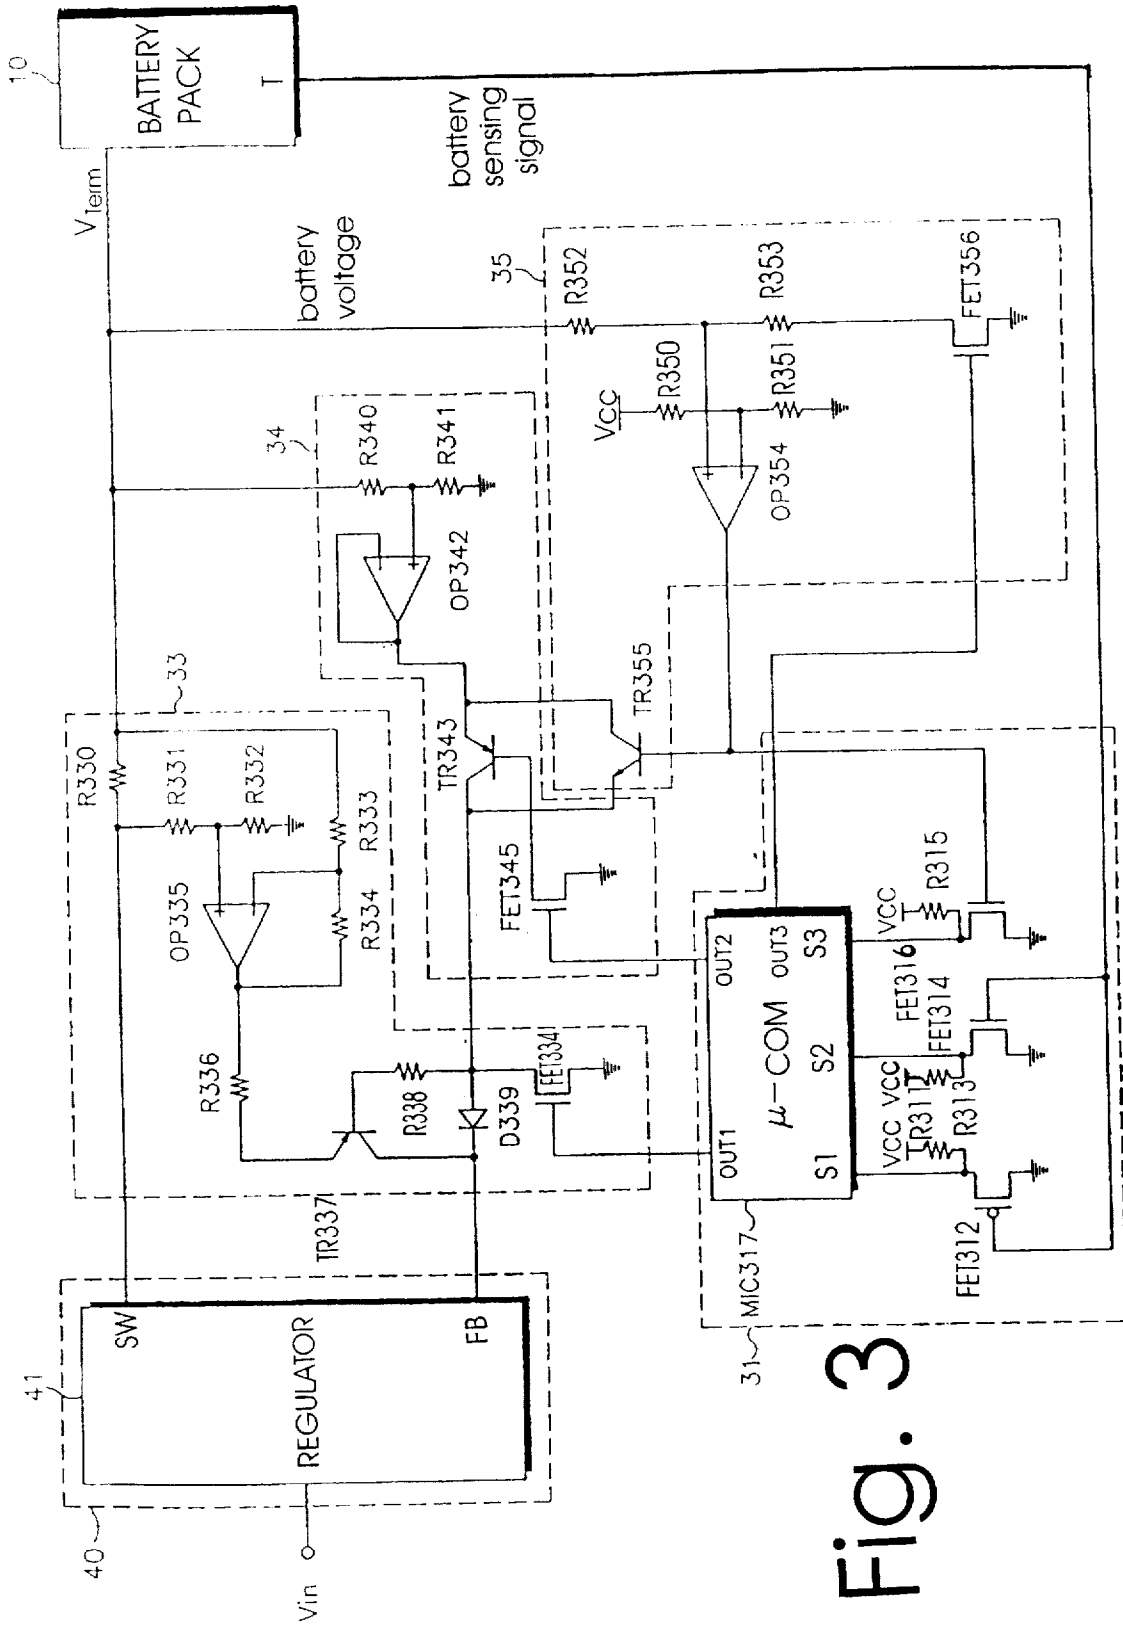 Fig. 3
40
41
Vin
REGULATOR
SW
FB
33
R330
R331
R332
OP335
R333
R334
R336
TR337
R338
D339
FET334
34
R340
R341
OP342
TR343
FET345
VTerm
10
BATTERY
PACK
T
battery
voltage
battery
sensing
signal
35
R352
R353
VCC
R350
R351
OP354
TR355
FET356
31
MIC317
μ-COM
OUT1
OUT2
OUT3
S1
S2
S3
VCC
R311
FET312
VCC
R313
FET314
VCC
R315
FET316